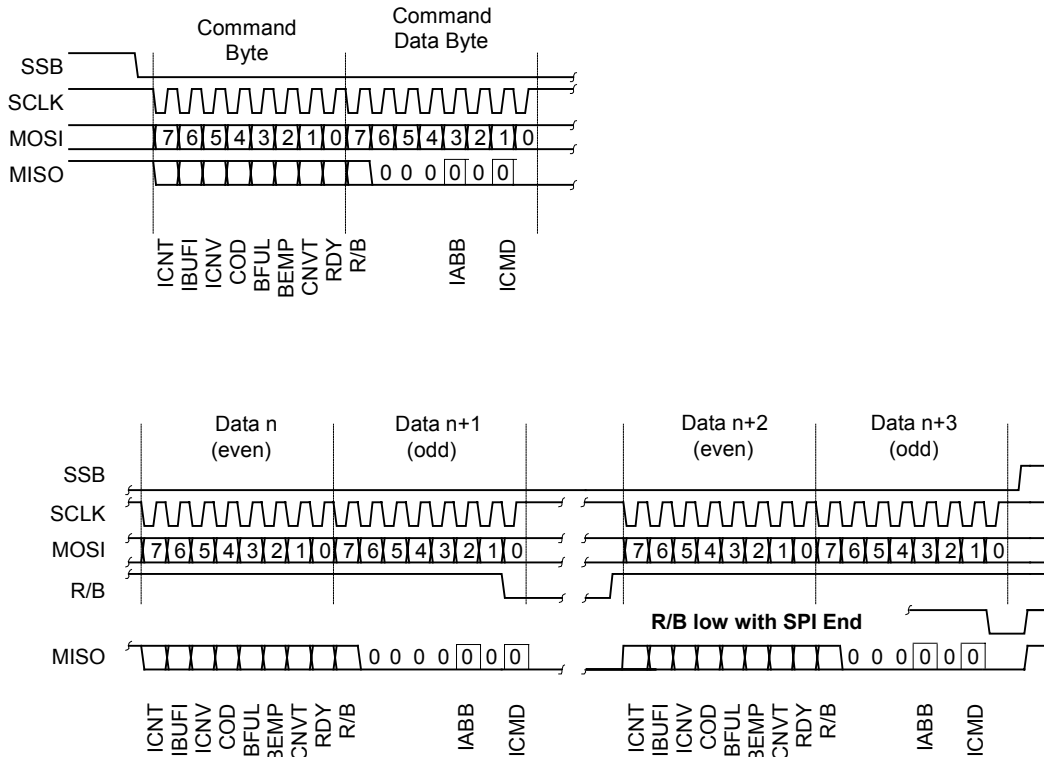 Command
Byte
Command
Data Byte
SSB
SCLK
MOSI 7 6 5 4 3 2 1 0 7 6 5 4 3 2 1 0
MISO 0 0 0 0 0 0
ICNT
IBUFI
ICNV
COD
BFUL
BEMP
CNVT
RDY
R/B
IABB
ICMD
Data n
(even)
Data n+1
(odd)
Data n+2
(even)
Data n+3
(odd)
SSB
SCLK
MOSI 7 6 5 4 3 2 1 0 7 6 5 4 3 2 1 0 7 6 5 4 3 2 1 0 7 6 5 4 3 2 1 0
R/B
R/B low with SPI End
MISO 0 0 0 0 0 0 0 0 0 0 0 0 0
ICNT
IBUFI
ICNV
COD
BFUL
BEMP
CNVT
RDY
R/B
IABB
ICMD
ICNT
IBUFI
ICNV
COD
BFUL
BEMP
CNVT
RDY
R/B
IABB
ICMD